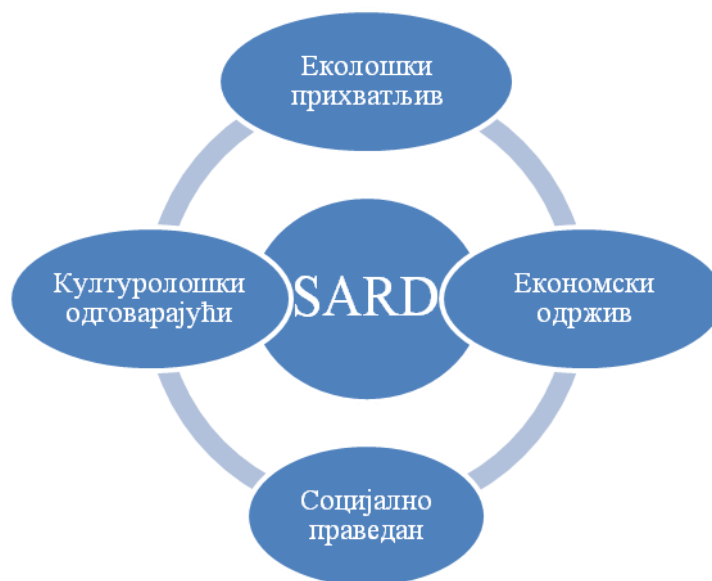 Еколошки
прихватљив
Културолошки
одговарајући
SARD
Економски
одржив
Социјално
праведан